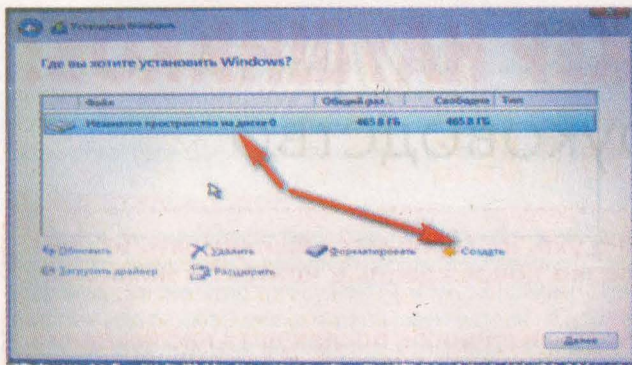 Установка Windows
Где вы хотите установить Windows?
Файл Общий раз... Свободно Тип
Незанятое пространство на диске 0 465.8 ГБ 465.8 ГБ
Обновить Удалить Форматировать Создать
Загрузить драйвер Расширить
Далее